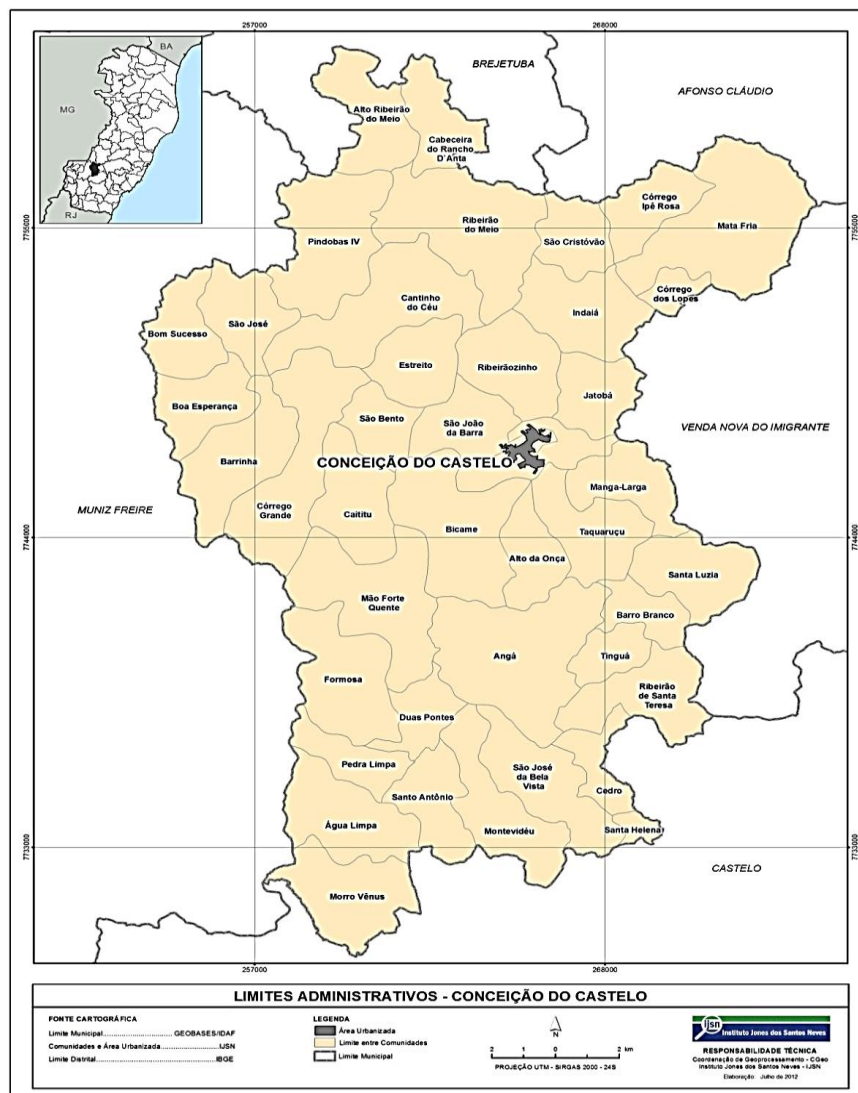 257000
268000
BA
MG
RJ
BREJETUBA
AFONSO CLÁUDIO
Alto Ribeirão
do Meio
Cabeceira
do Rancho
D'Anta
Córrego
Ipê Rosa
7755000
7755000
Pindobas IV
Ribeirão
do Meio
São Cristóvão
Mata Fria
Cantinho
do Céu
Córrego
dos Lopes
Indaiá
São José
Bom Sucesso
Estreito
Ribeirãozinho
Jatobá
Boa Esperança
São Bento
São João
da Barra
VENDA NOVA DO IMIGRANTE
Barrinha
CONCEIÇÃO DO CASTELO
Manga-Larga
MUNIZ FREIRE
Córrego
Grande
Caititu
Bicame
Taquaruçu
7744000
7744000
Alto da Onça
Santa Luzia
Mão Forte
Quente
Barro Branco
Angá
Tinguá
Formosa
Ribeirão
de Santa
Teresa
Duas Pontes
Pedra Limpa
São José
da Bela
Vista
Santo Antônio
Cedro
Água Limpa
Montevidéu
Santa Helena
7733000
7733000
CASTELO
Morro Vênus
257000
268000
LIMITES ADMINISTRATIVOS - CONCEIÇÃO DO CASTELO
FONTE CARTOGRÁFICA
Limite Municipal.............................. GEOBASES/IDAF
Comunidades e Área Urbanizada..................IJSN
Limite Distrital........................................IBGE
LEGENDA
Área Urbanizada
Limite entre Comunidades
Limite Municipal
N
2 1 0 2 km
PROJEÇÃO UTM - SIRGAS 2000 - 24S
ijsn
Instituto Jones dos Santos Neves
RESPONSABILIDADE TÉCNICA
Coordenação de Geoprocessamento - CGeo
Instituto Jones dos Santos Neves - IJSN
Elaboração: Julho de 2012